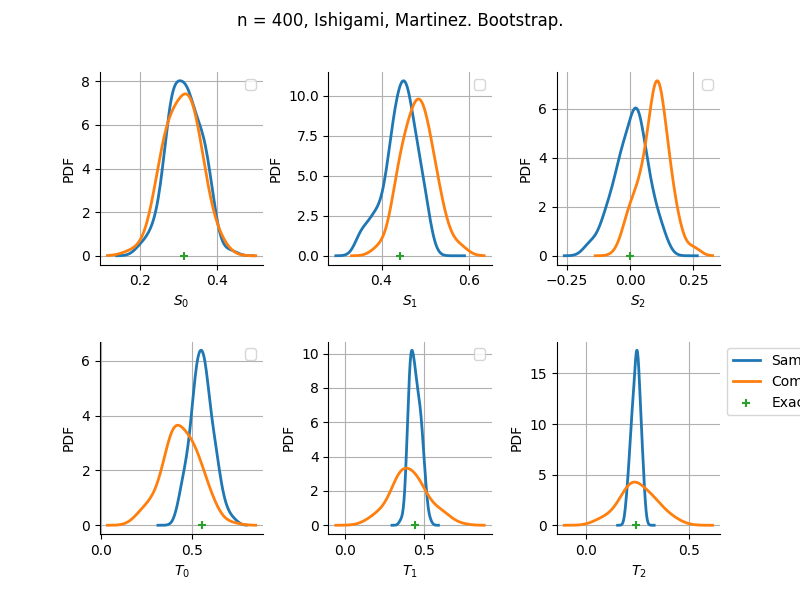 n = 400, Ishigami, Martinez. Bootstrap.
8
6
4
2
0
PDF
0.2
0.4
S0
10.0
7.5
5.0
2.5
0.0
PDF
0.4
0.6
S1
6
4
2
0
PDF
−0.25
0.00
0.25
S2
6
4
2
0
PDF
0.0
0.5
T0
10
8
6
4
2
0
PDF
0.0
0.5
T1
15
10
5
0
PDF
0.0
0.5
T2
Sam
Com
Exac